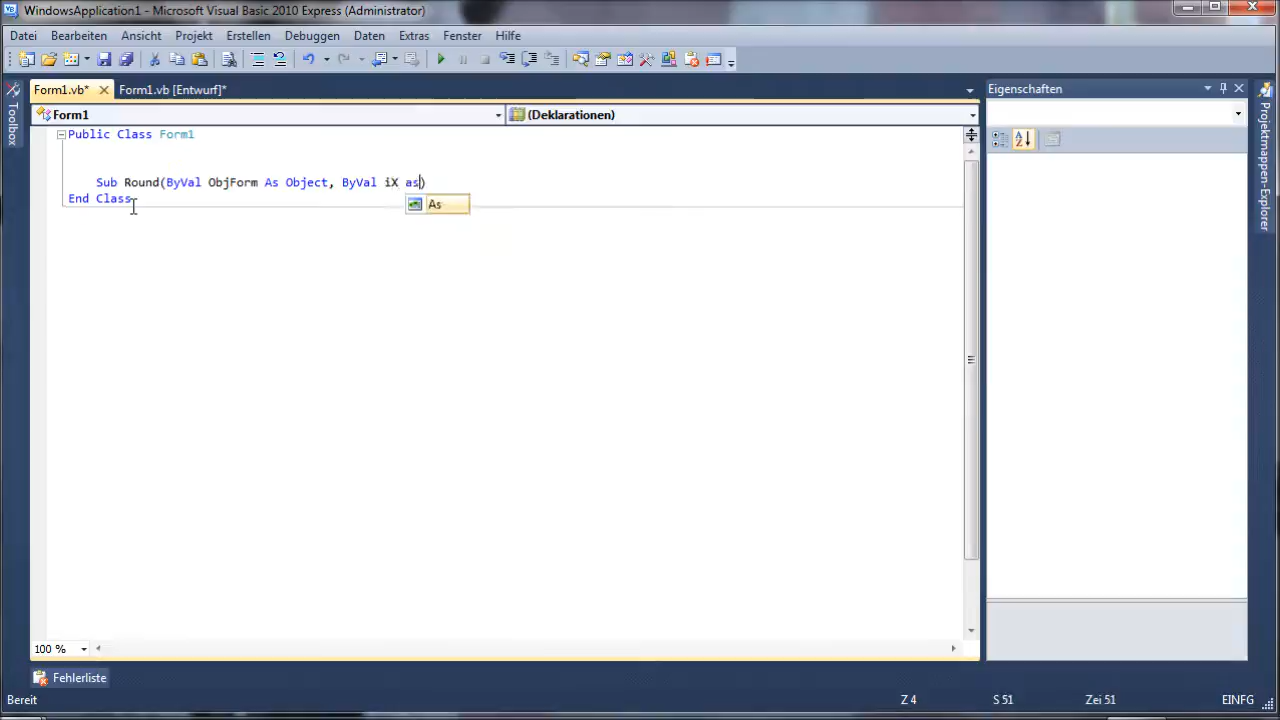 WindowsApplication1 - Microsoft Visual Basic 2010 Express (Administrator)
Datei Bearbeiten Ansicht Projekt Erstellen Debuggen Daten Extras Fenster Hilfe
Form1.vb* Form1.vb [Entwurf]*
Form1 (Deklarationen)
Public Class Form1
Sub Round(ByVal ObjForm As Object, ByVal iX as)
End Class
As
Toolbox
Eigenschaften
Projektmappen-Explorer
100 %
Fehlerliste
Bereit Z 4 S 51 Zei 51 EINFG